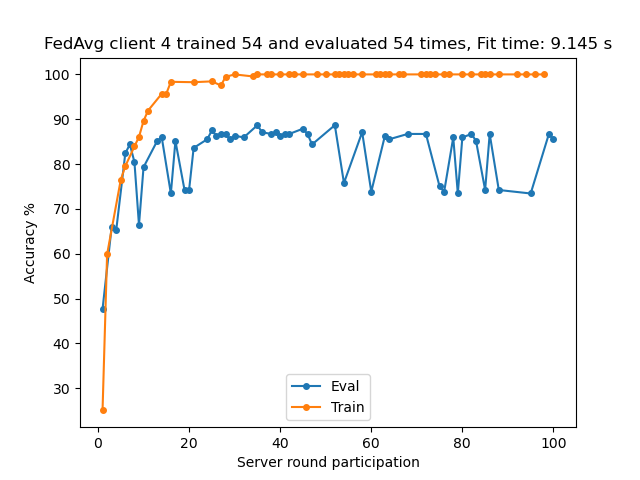 FedAvg client 4 trained 54 and evaluated 54 times, Fit time: 9.145 s
100
90
80
70
60
50
40
30
Accuracy %
Eval
Train
0 20 40 60 80 100
Server round participation